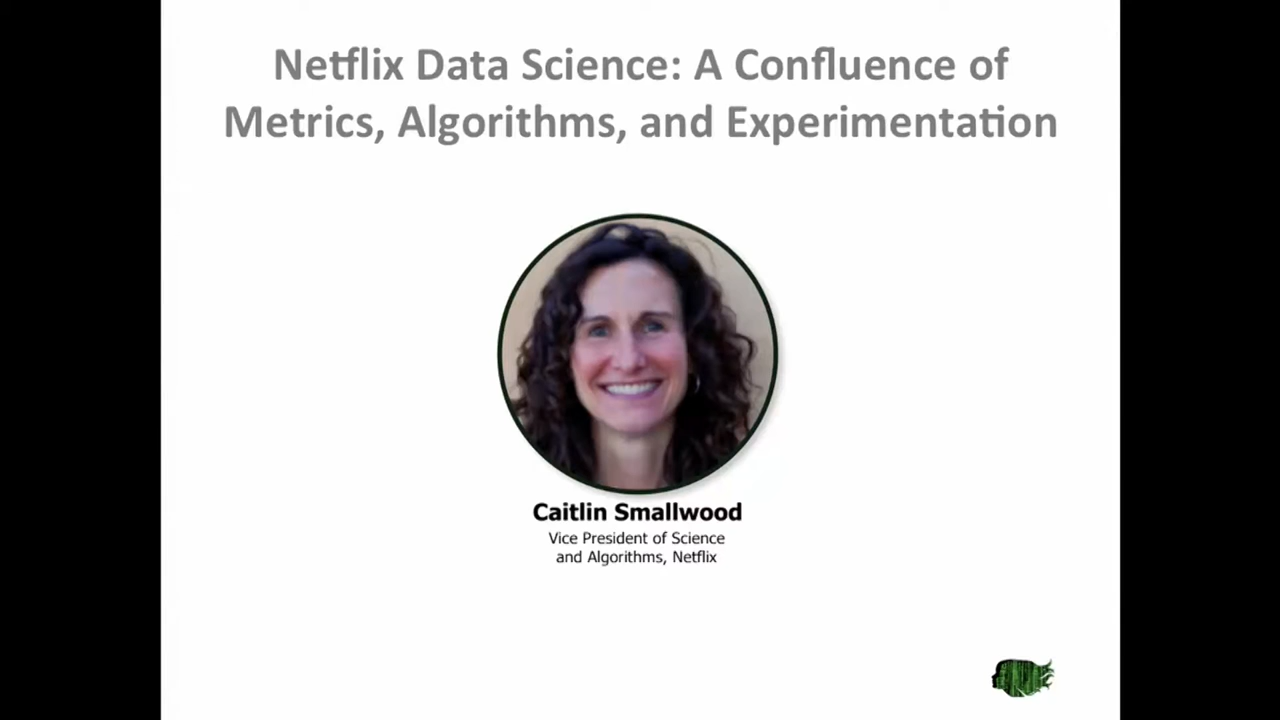 Netflix Data Science: A Confluence of
Metrics, Algorithms, and Experimentation
Caitlin Smallwood
Vice President of Science
and Algorithms, Netflix